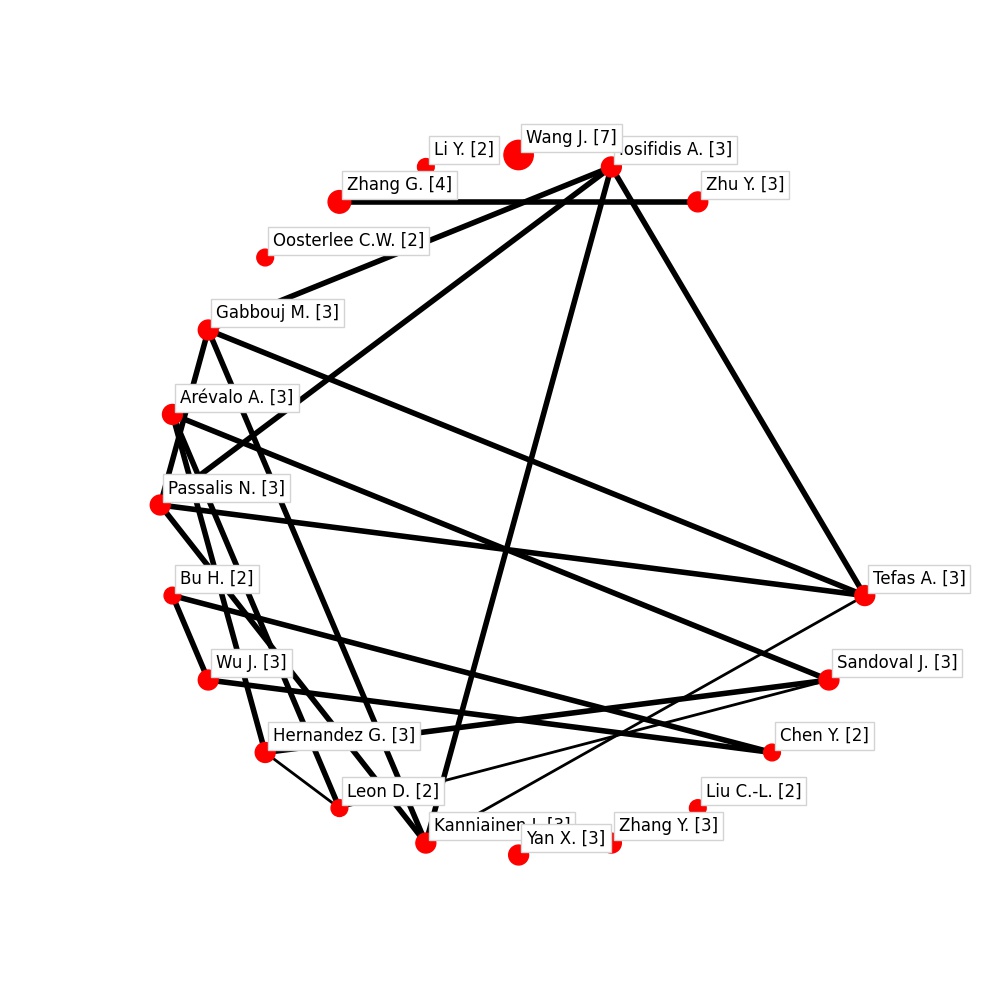 Wang J. [7]
Li Y. [2]
Iosifidis A. [3]
Zhang G. [4]
Zhu Y. [3]
Oosterlee C.W. [2]
Gabbouj M. [3]
Arévalo A. [3]
Passalis N. [3]
Bu H. [2]
Tefas A. [3]
Wu J. [3]
Sandoval J. [3]
Hernandez G. [3]
Chen Y. [2]
Leon D. [2]
Liu C.-L. [2]
Kanniainen J. [3]
Zhang Y. [3]
Yan X. [3]